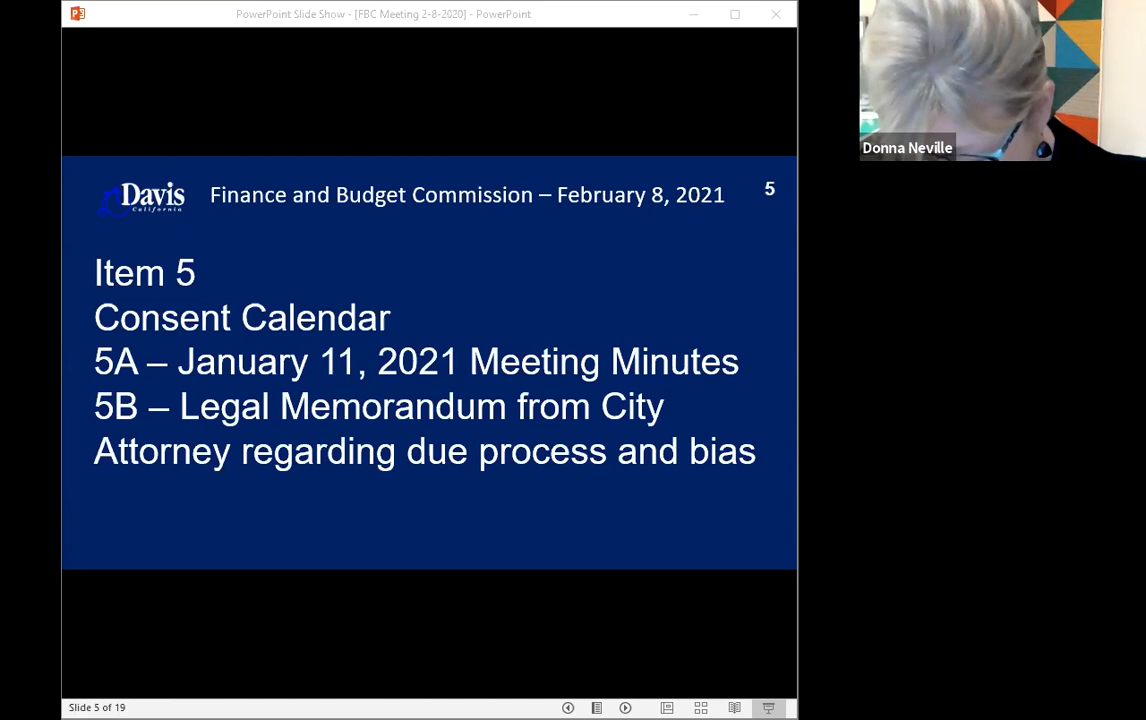 PowerPoint Slide Show - [FBC Meeting 2-8-2020] - PowerPoint
Donna Neville
Davis
California
Finance and Budget Commission – February 8, 2021
5
Item 5
Consent Calendar
5A – January 11, 2021 Meeting Minutes
5B – Legal Memorandum from City
Attorney regarding due process and bias
Slide 5 of 19